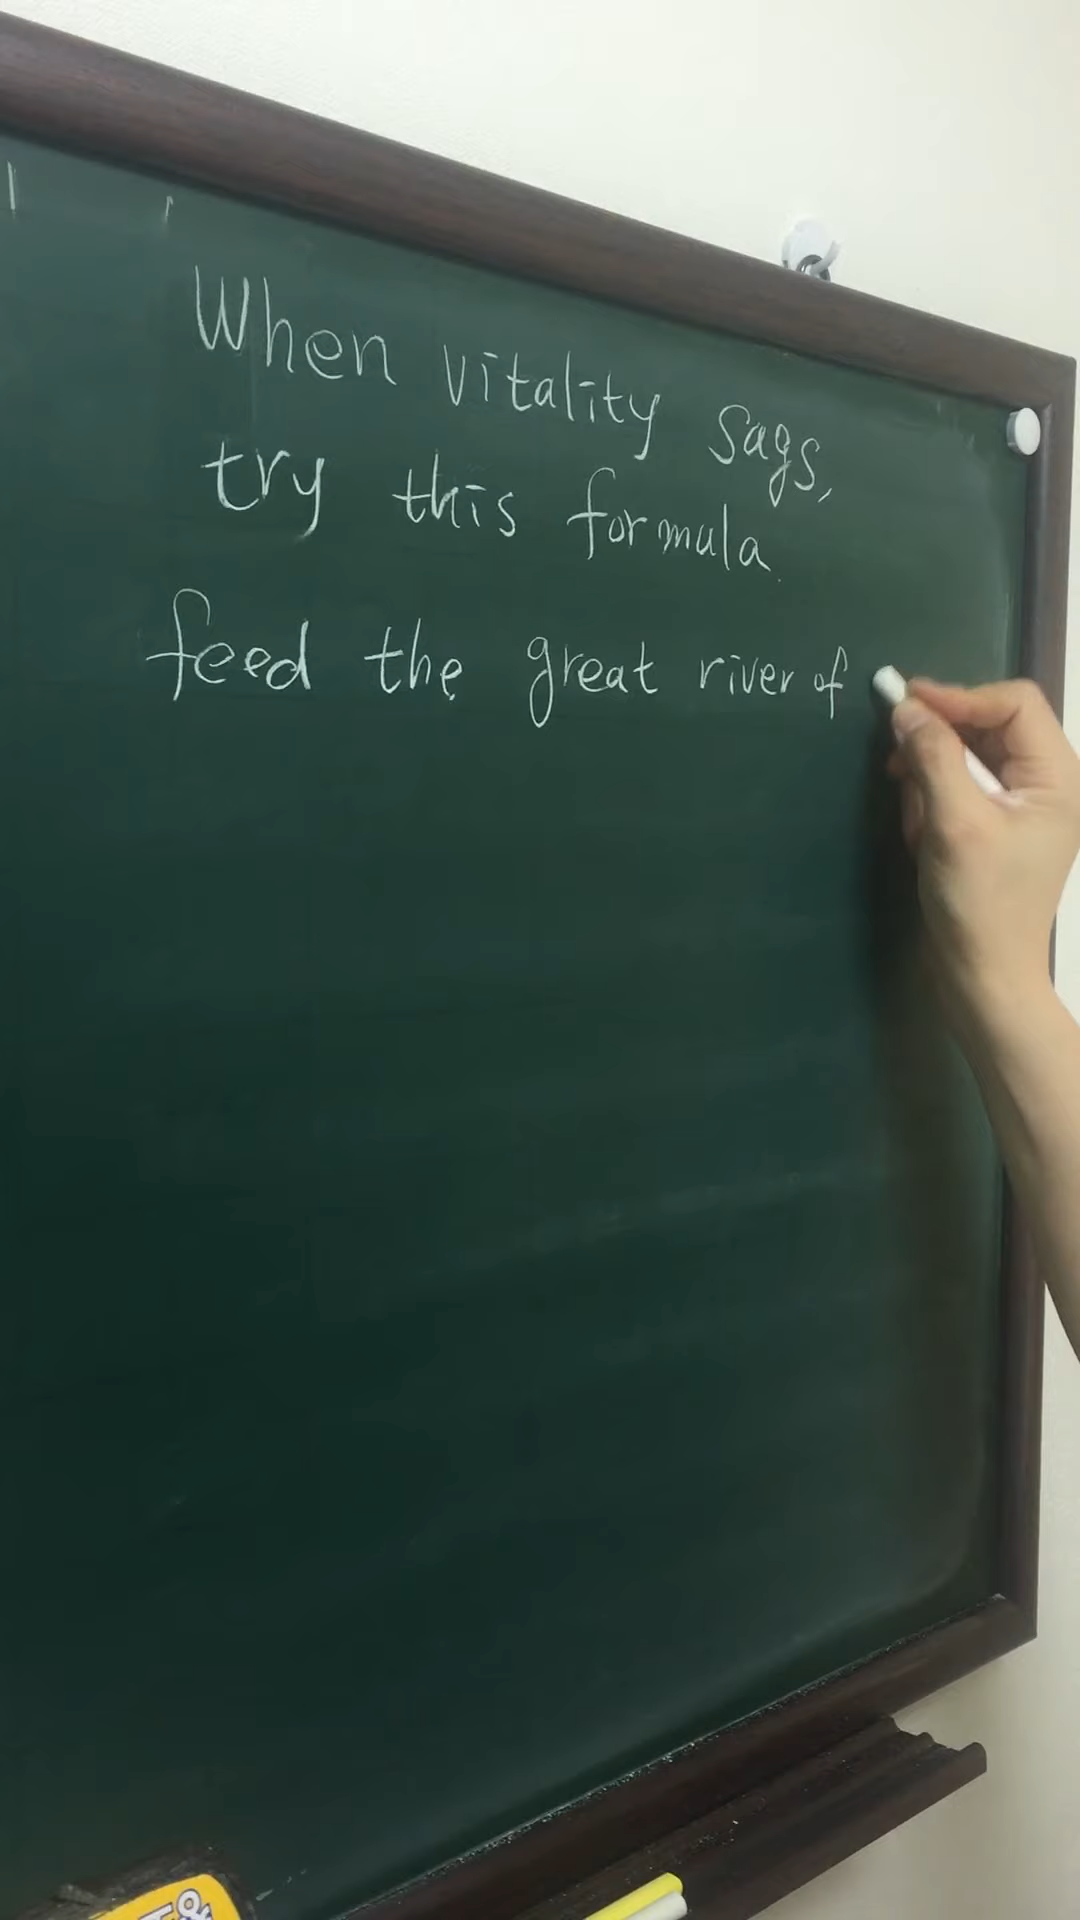 When vitality sags,
try this formula.
feed the great river of